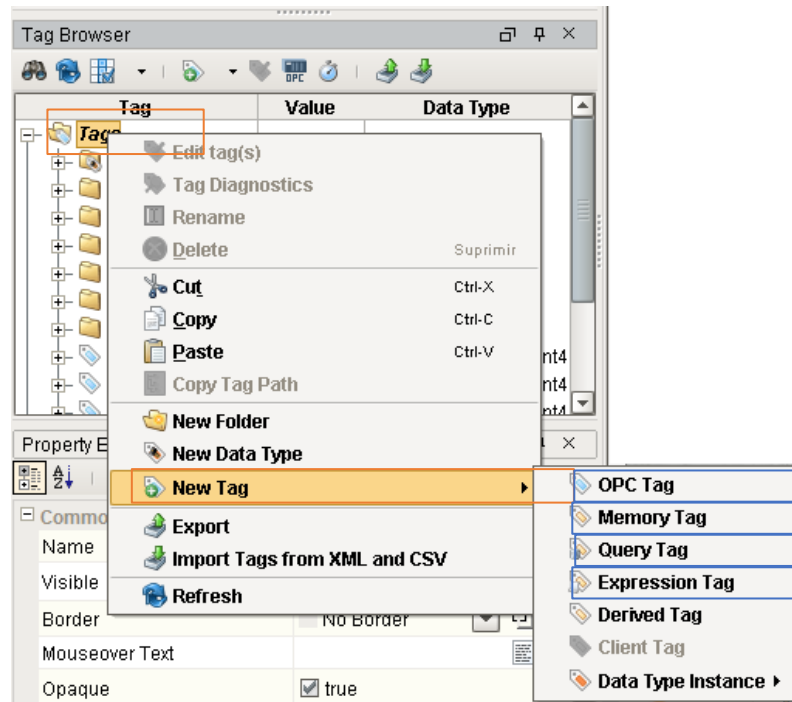 Tag Browser
OPC
Tag Value Data Type
Tags
Edit tag(s)
Tag Diagnostics
Rename
Delete Suprimir
Cut Ctrl-X
Copy Ctrl-C
Paste Ctrl-V nt4
Copy Tag Path nt4
nt4
New Folder
Property E
New Data Type
New Tag OPC Tag
Commo Memory Tag
Export
Name Query Tag
Import Tags from XML and CSV
Visible Expression Tag
Refresh
Border No Border Derived Tag
Mouseover Text Client Tag
Opaque true Data Type Instance